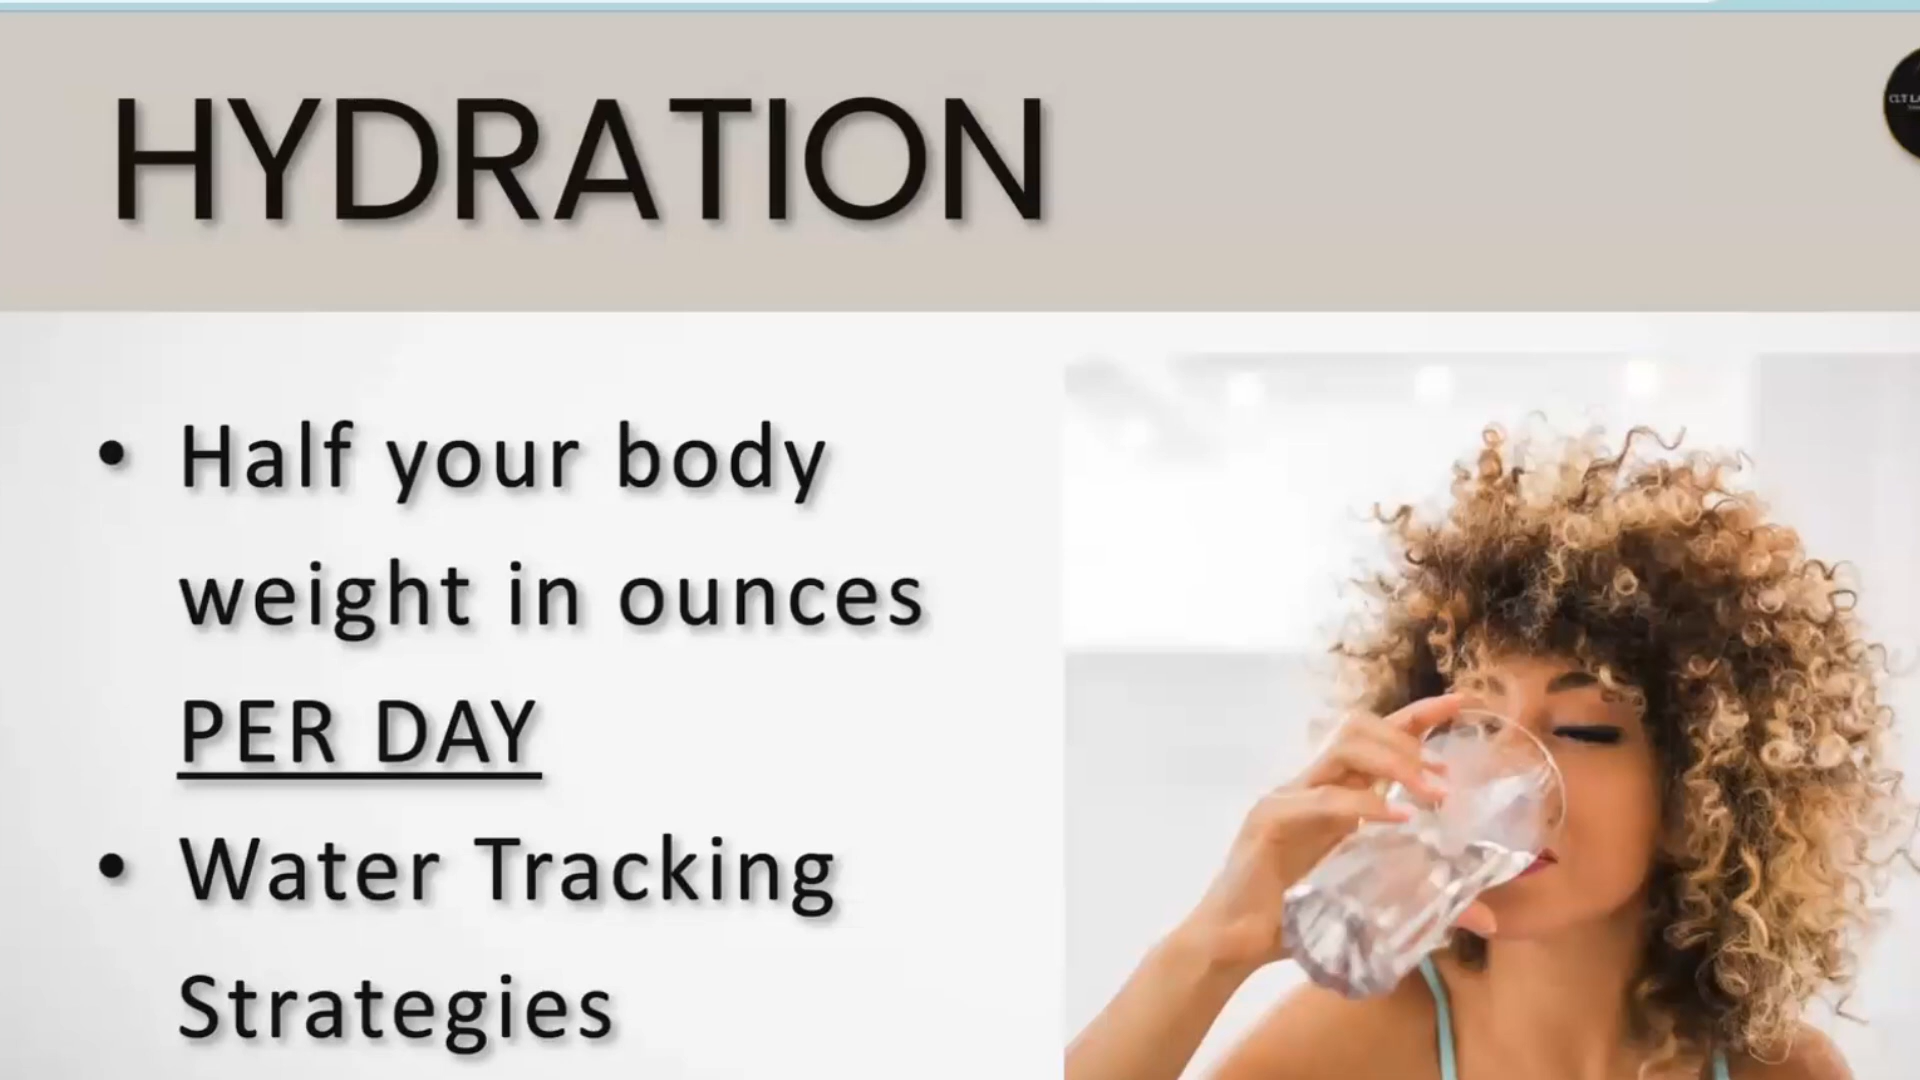 HYDRATION
• Half your body
weight in ounces
PER DAY
• Water Tracking
Strategies